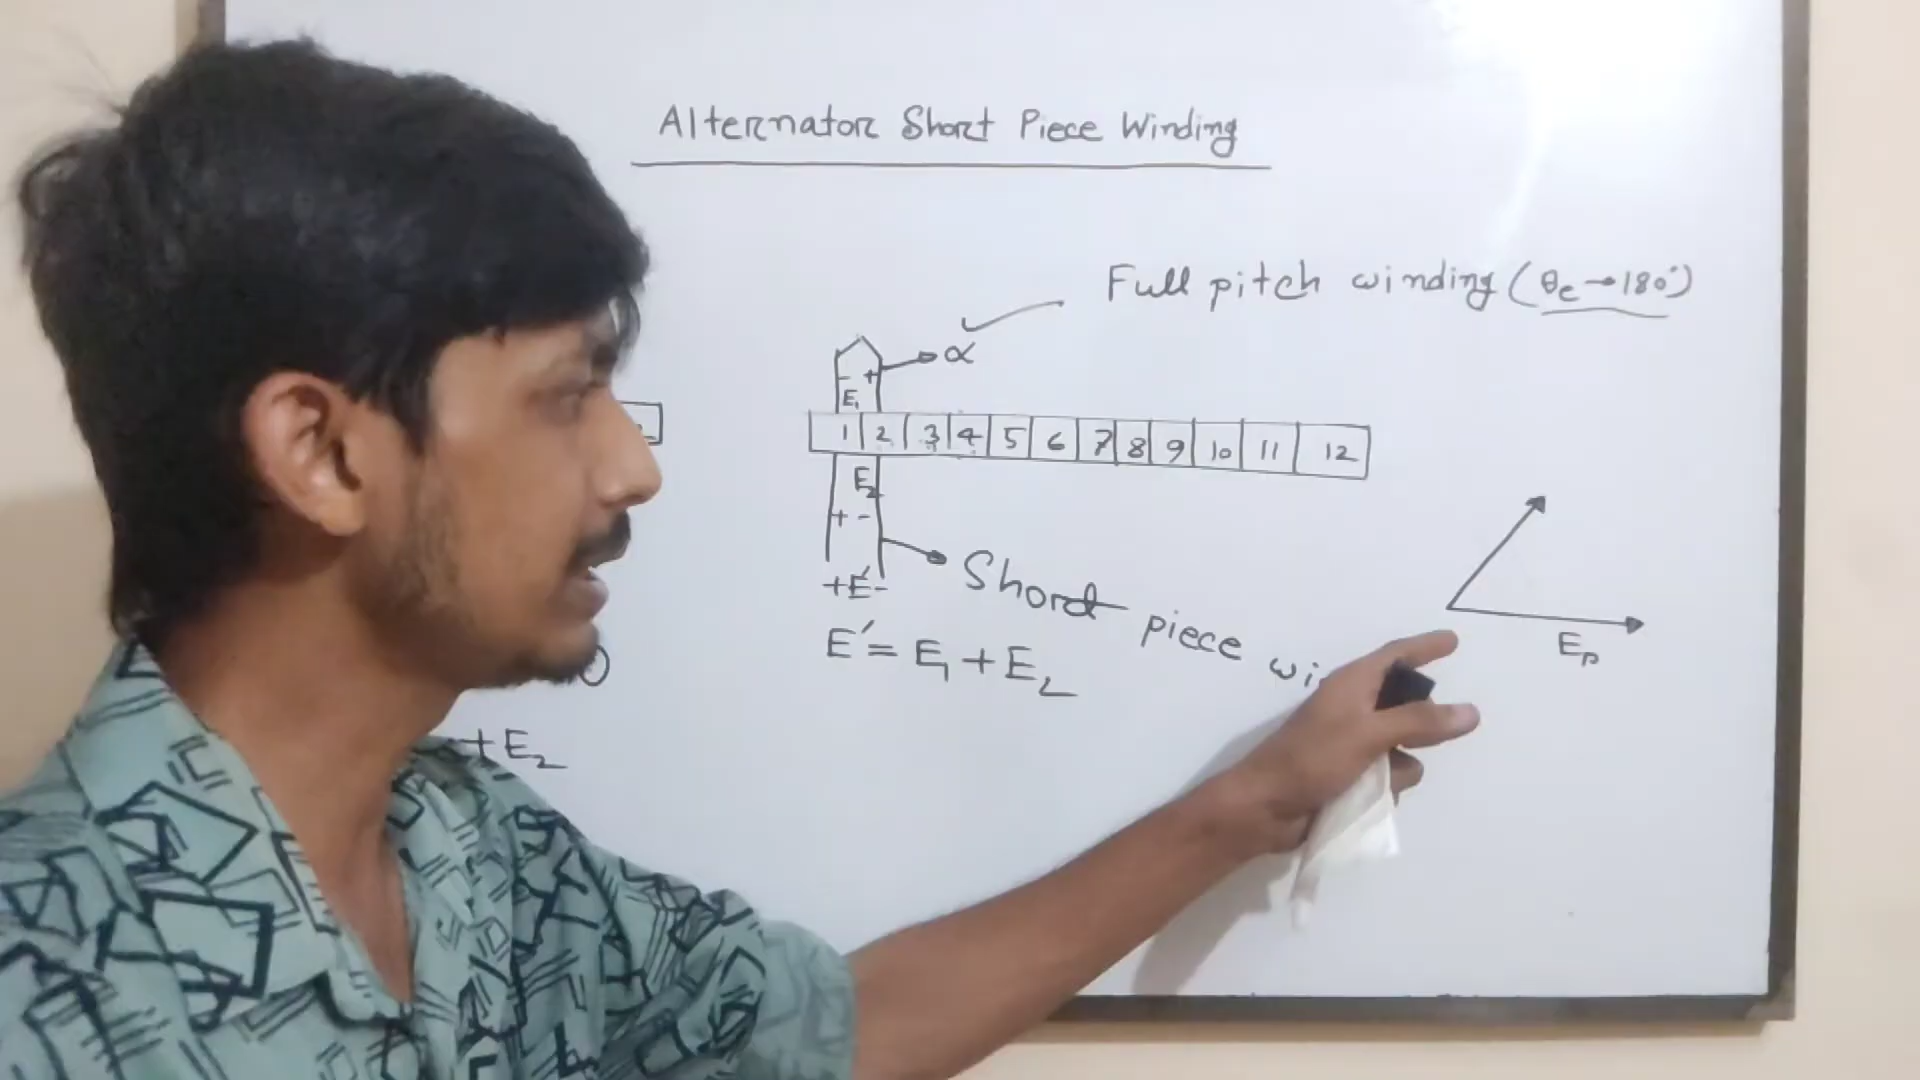 Alternator Short Piece Winding
Full pitch winding (θe→180°)
α
- +
E1
1 2 3 4 5 6 7 8 9 10 11 12
E2
+ -
+E'-
Short piece wi
E' = E1 + E2
Ep
+E2